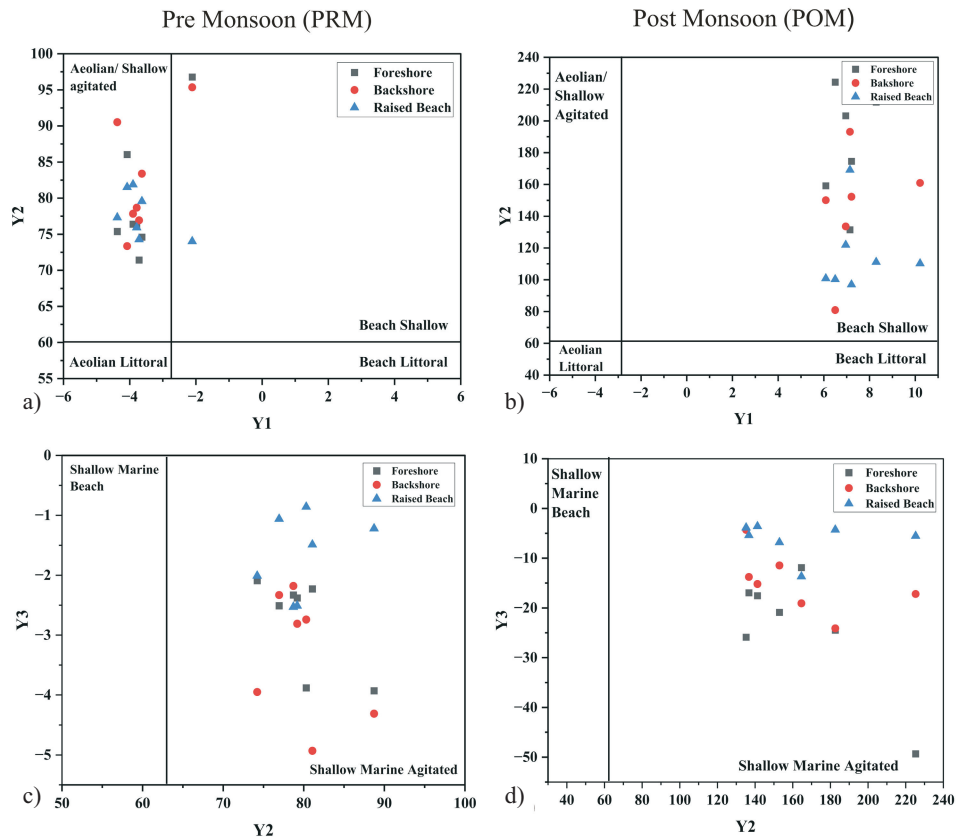 Pre Monsoon (PRM)
Post Monsoon (POM)
a)
Y2
100
95
90
85
80
75
70
65
60
55
Aeolian/ Shallow
agitated
Foreshore
Backshore
Raised Beach
Beach Shallow
Aeolian Littoral
Beach Littoral
−6
−4
−2
0
2
4
6
Y1
b)
Y2
240
220
200
180
160
140
120
100
80
60
40
Aeolian/
Shallow
Agitated
Foreshore
Bakshore
Raised Beach
Beach Shallow
Aeolian
Littoral
Beach Littoral
−6
−4
−2
0
2
4
6
8
10
Y1
c)
Y3
0
−1
−2
−3
−4
−5
Shallow Marine
Beach
Foreshore
Backshore
Raised Beach
Shallow Marine Agitated
50
60
70
80
90
100
Y2
d)
Y3
10
0
−10
−20
−30
−40
−50
Shallow
Marine
Beach
Foreshore
Backshore
Raised Beach
Shallow Marine Agitated
40
60
80
100
120
140
160
180
200
220
240
Y2